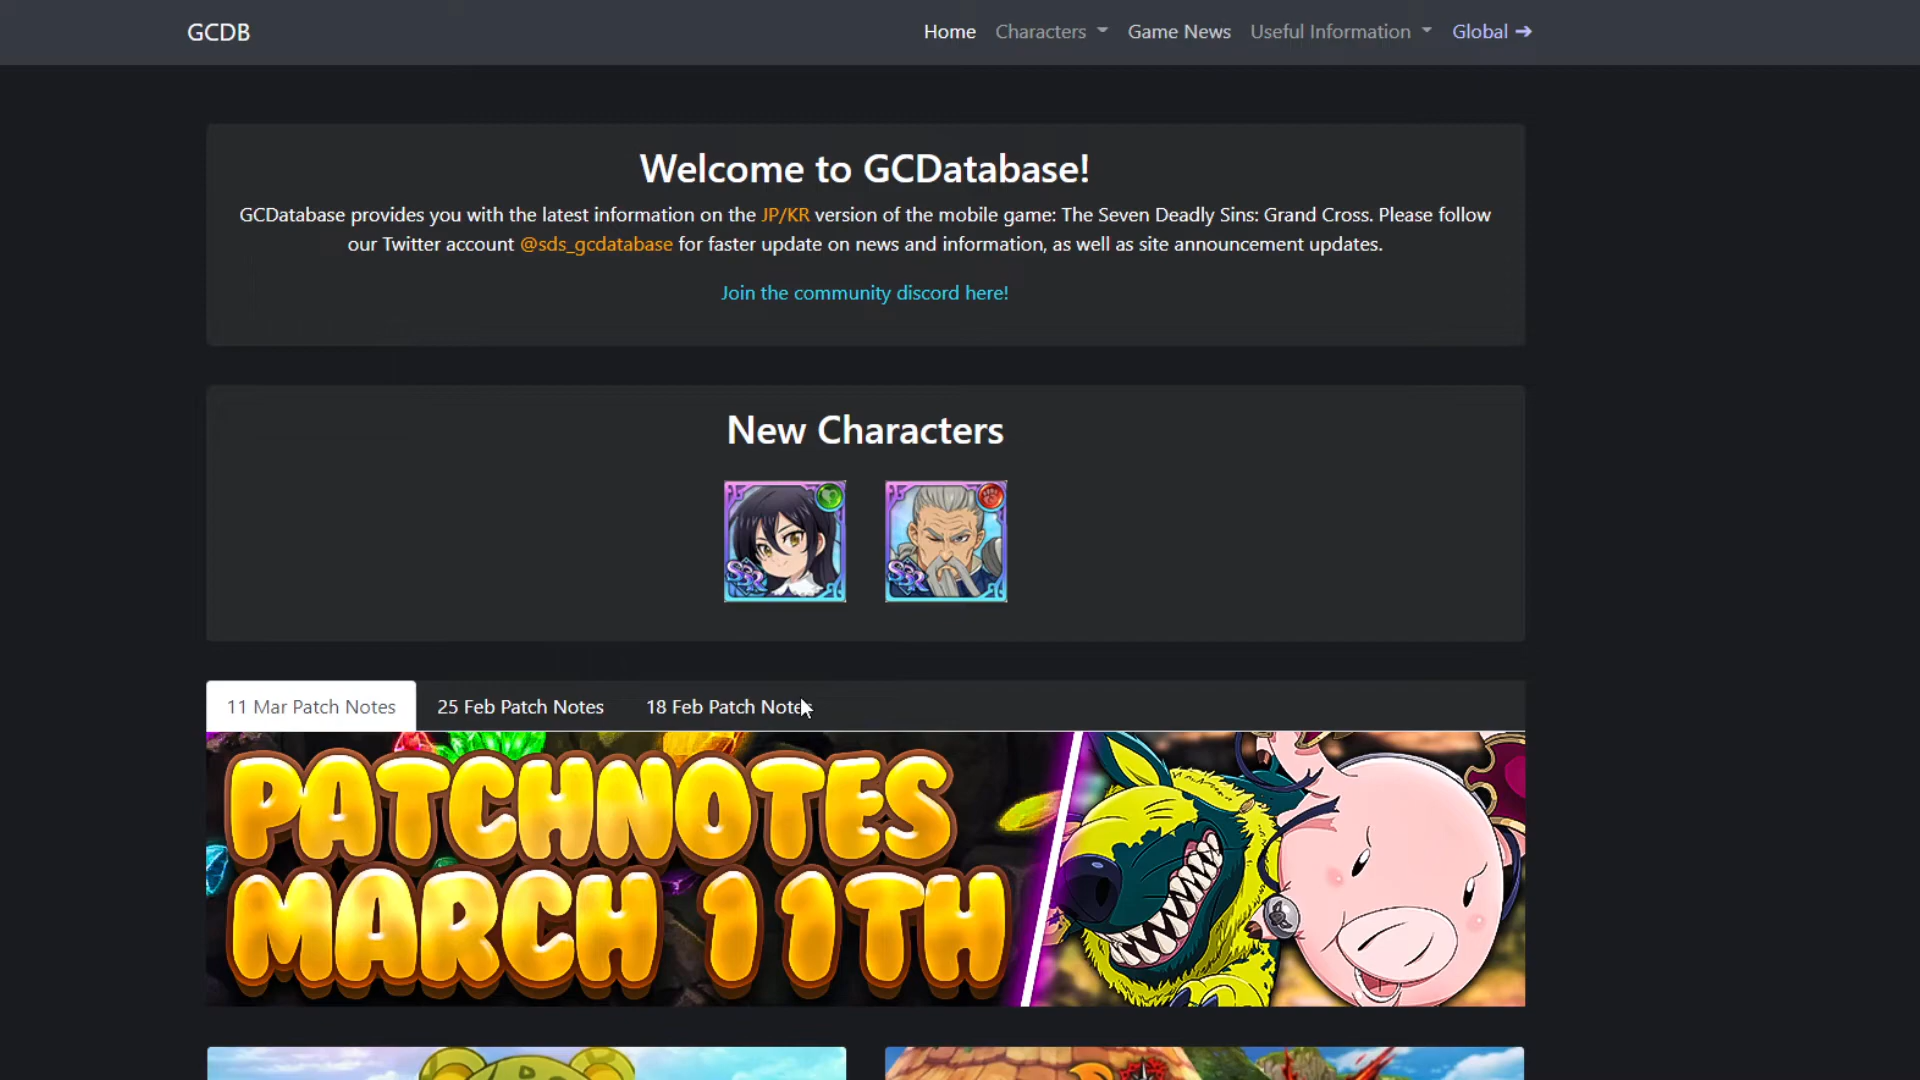 GCDB
Home Characters Game News Useful Information Global ➔
Welcome to GCDatabase!
GCDatabase provides you with the latest information on the JP/KR version of the mobile game: The Seven Deadly Sins: Grand Cross. Please follow
our Twitter account @sds_gcdatabase for faster update on news and information, as well as site announcement updates.
Join the community discord here!
New Characters
SSR SSR
11 Mar Patch Notes 25 Feb Patch Notes 18 Feb Patch Notes
PATCHNOTES
MARCH 11TH